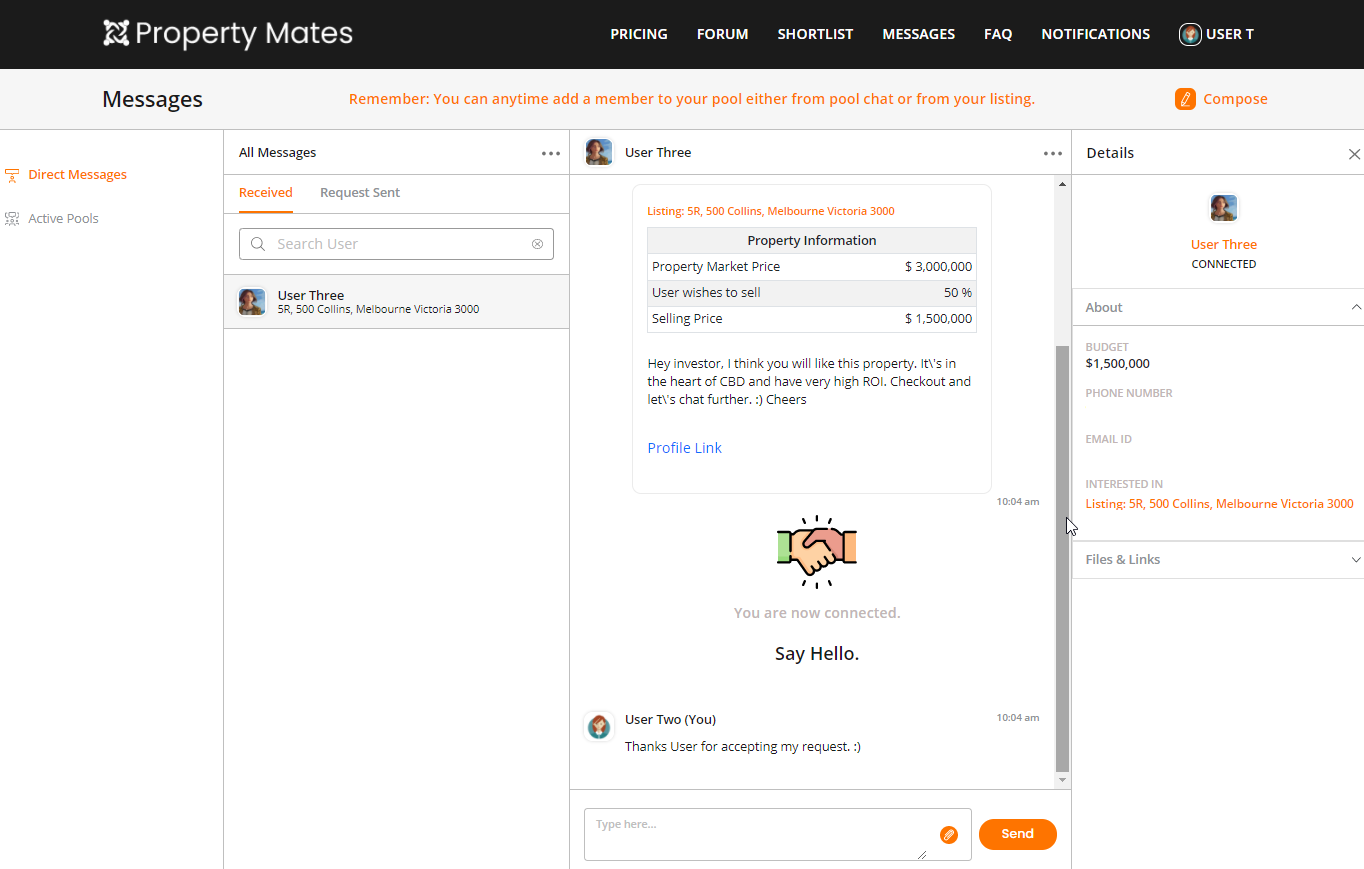 Property Mates
PRICING FORUM SHORTLIST MESSAGES FAQ NOTIFICATIONS USER T
Messages
Remember: You can anytime add a member to your pool either from pool chat or from your listing.
Compose
Direct Messages
Active Pools
All Messages
Received Request Sent
Search User
User Three
5R, 500 Collins, Melbourne Victoria 3000
User Three
Listing: 5R, 500 Collins, Melbourne Victoria 3000
Property Information
Property Market Price $ 3,000,000
User wishes to sell 50 %
Selling Price $ 1,500,000
Hey investor, I think you will like this property. It\'s in
the heart of CBD and have very high ROI. Checkout and
let\'s chat further. :) Cheers
Profile Link
10:04 am
You are now connected.
Say Hello.
User Two (You) 10:04 am
Thanks User for accepting my request. :)
Type here...
Send
Details
User Three
CONNECTED
About
BUDGET
$1,500,000
PHONE NUMBER
EMAIL ID
INTERESTED IN
Listing: 5R, 500 Collins, Melbourne Victoria 3000
Files & Links